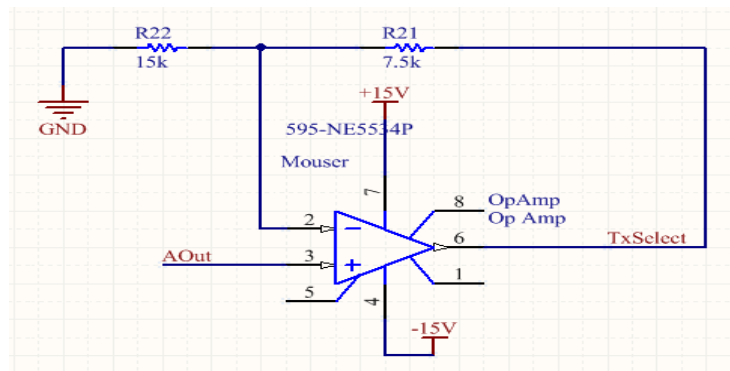 R22
15k
R21
7.5k
GND
+15V
595-NE5534P
Mouser
7
8
OpAmp
Op Amp
2
−
6
TxSelect
AOut
3
+
1
5
4
-15V